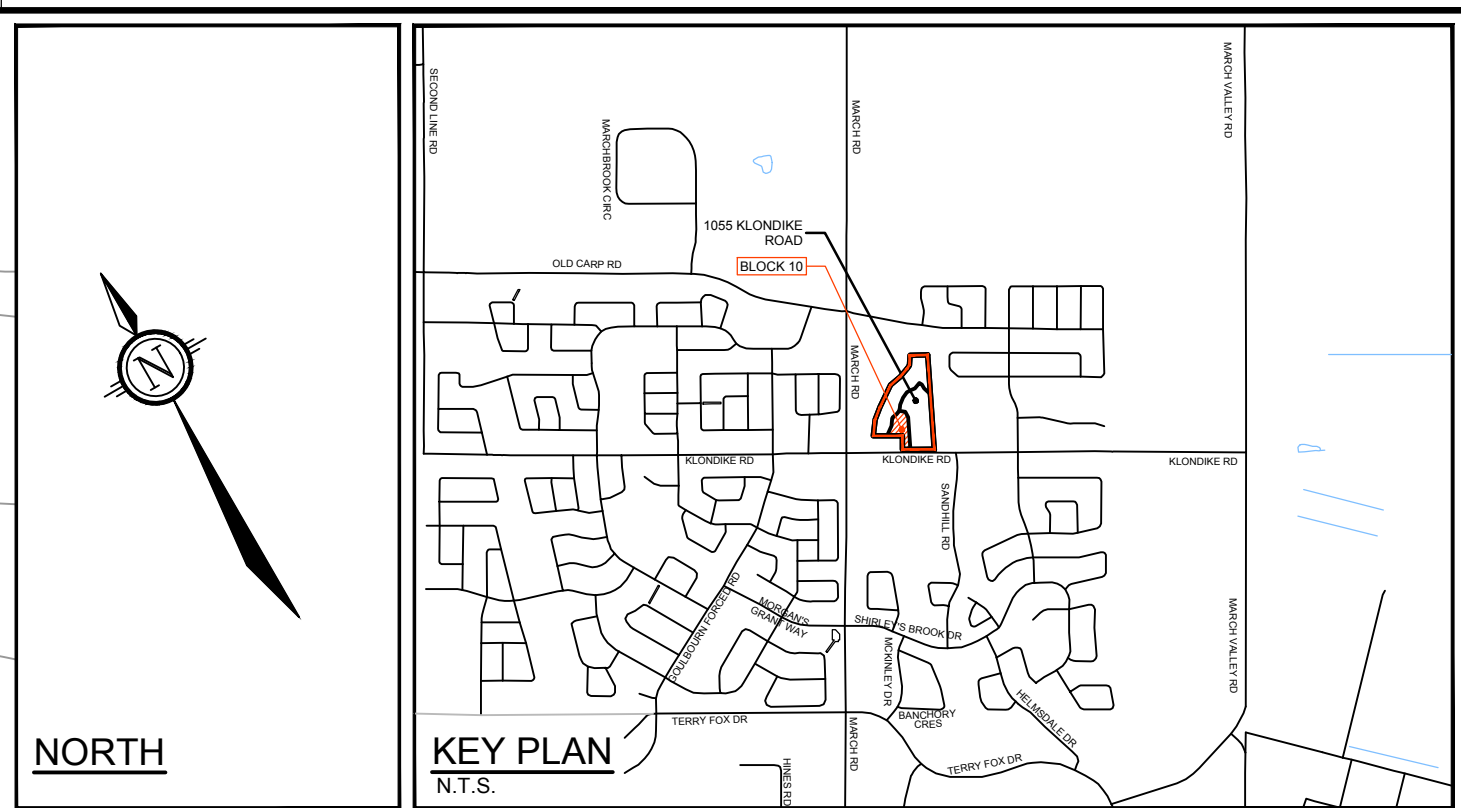 N
NORTH
SECOND LINE RD
MARCHBROOK CIRC
MARCH RD
MARCH VALLEY RD
1055 KLONDIKE
ROAD
BLOCK 10
OLD CARP RD
MARCH RD
KLONDIKE RD
KLONDIKE RD
KLONDIKE RD
SANDHILL RD
GOULBOURN FORCED RD
MORGAN'S
GRANT WAY
SHIRLEY'S BROOK DR
MCKINLEY DR
MARCH VALLEY RD
BANCHORY
CRES
HELMSDALE DR
TERRY FOX DR
MARCH RD
TERRY FOX DR
HINES RD
KEY PLAN
N.T.S.